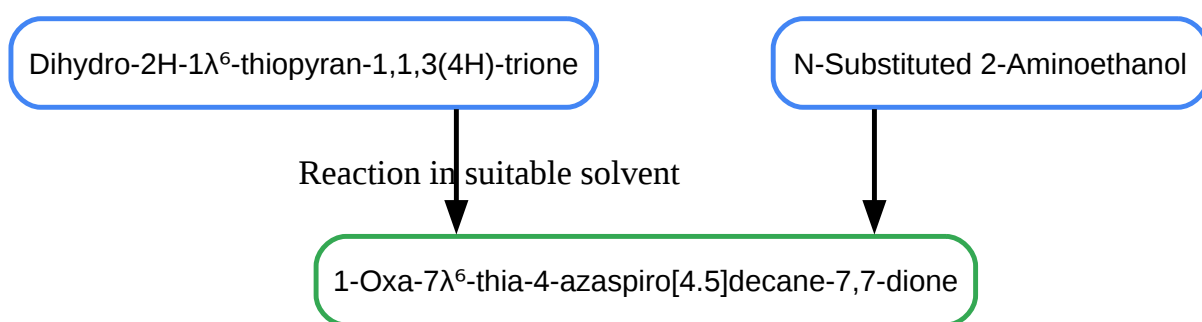 Dihydro-2H-1λ⁶-thiopyran-1,1,3(4H)-trione
N-Substituted 2-Aminoethanol
Reaction in suitable solvent
1-Oxa-7λ⁶-thia-4-azaspiro[4.5]decane-7,7-dione